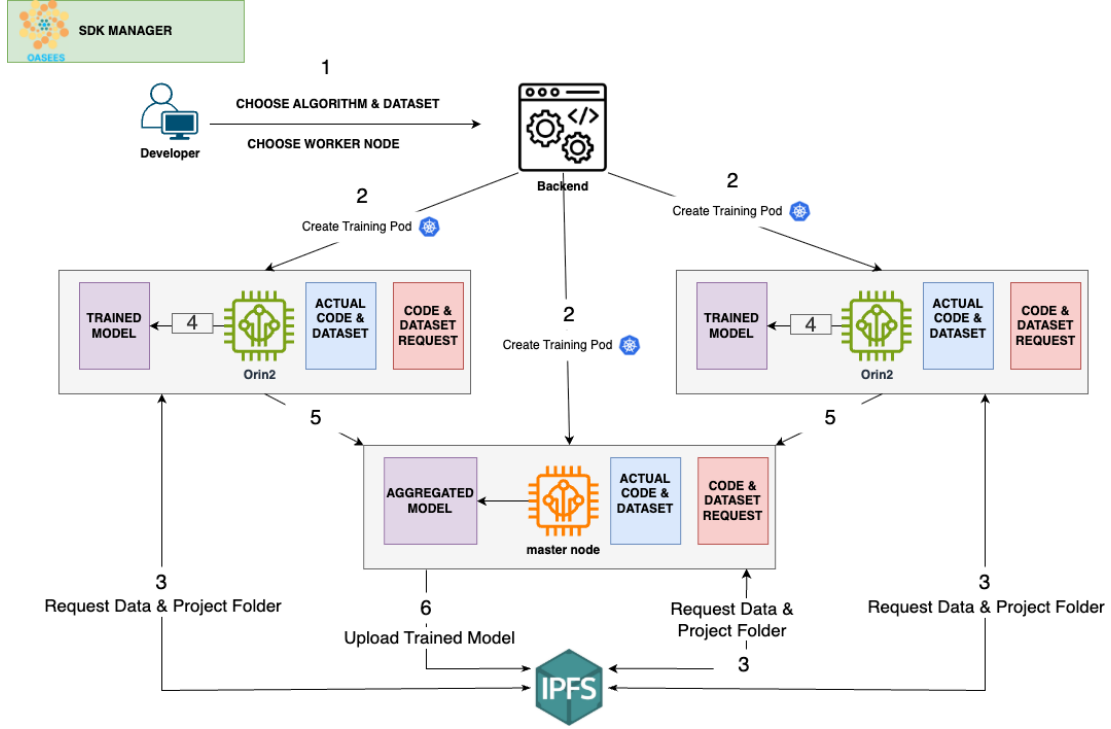 SDK MANAGER
OASEES
1
CHOOSE ALGORITHM & DATASET
CHOOSE WORKER NODE
Developer
Backend
2
Create Training Pod
2
Create Training Pod
2
Create Training Pod
TRAINED
MODEL
4
Orin2
ACTUAL
CODE &
DATASET
CODE &
DATASET
REQUEST
TRAINED
MODEL
4
Orin2
ACTUAL
CODE &
DATASET
CODE &
DATASET
REQUEST
5
5
AGGREGATED
MODEL
master node
ACTUAL
CODE &
DATASET
CODE &
DATASET
REQUEST
3
Request Data & Project Folder
6
Upload Trained Model
Request Data &
Project Folder
3
3
Request Data & Project Folder
IPFS